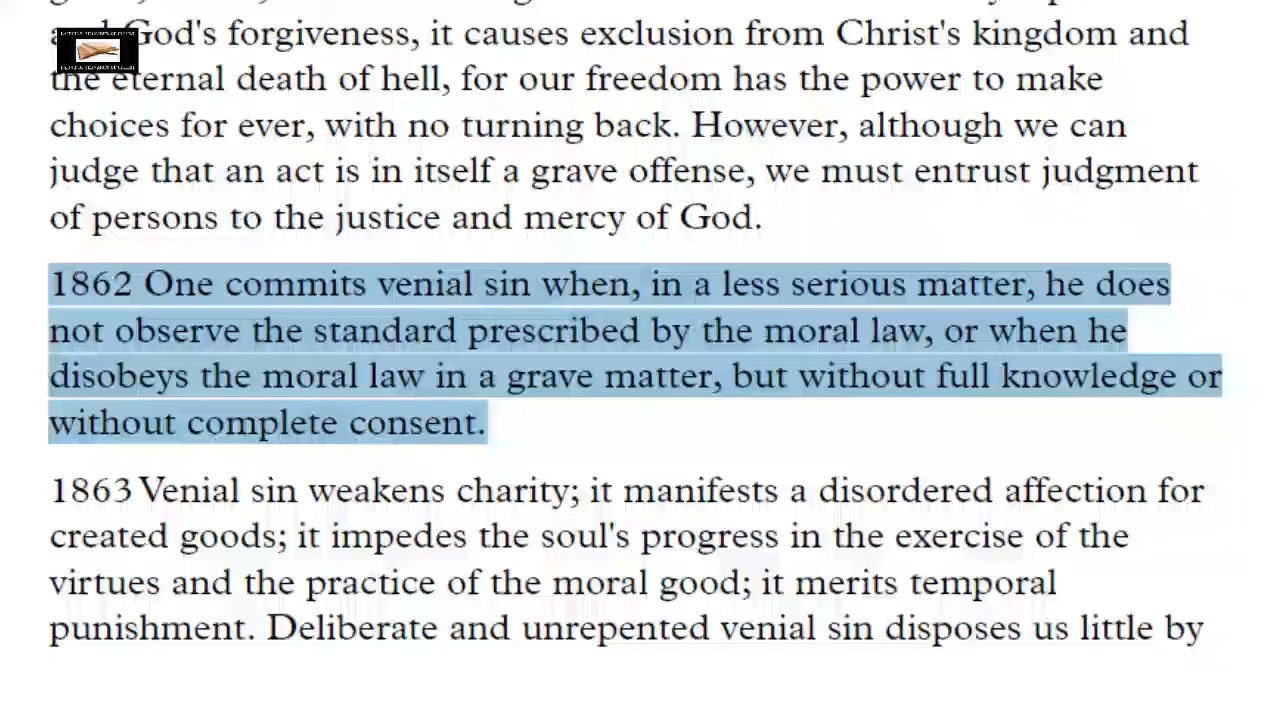 God's forgiveness, it causes exclusion from Christ's kingdom and
the eternal death of hell, for our freedom has the power to make
choices for ever, with no turning back. However, although we can
judge that an act is in itself a grave offense, we must entrust judgment
of persons to the justice and mercy of God.
1862 One commits venial sin when, in a less serious matter, he does
not observe the standard prescribed by the moral law, or when he
disobeys the moral law in a grave matter, but without full knowledge or
without complete consent.
1863 Venial sin weakens charity; it manifests a disordered affection for
created goods; it impedes the soul's progress in the exercise of the
virtues and the practice of the moral good; it merits temporal
punishment. Deliberate and unrepented venial sin disposes us little by